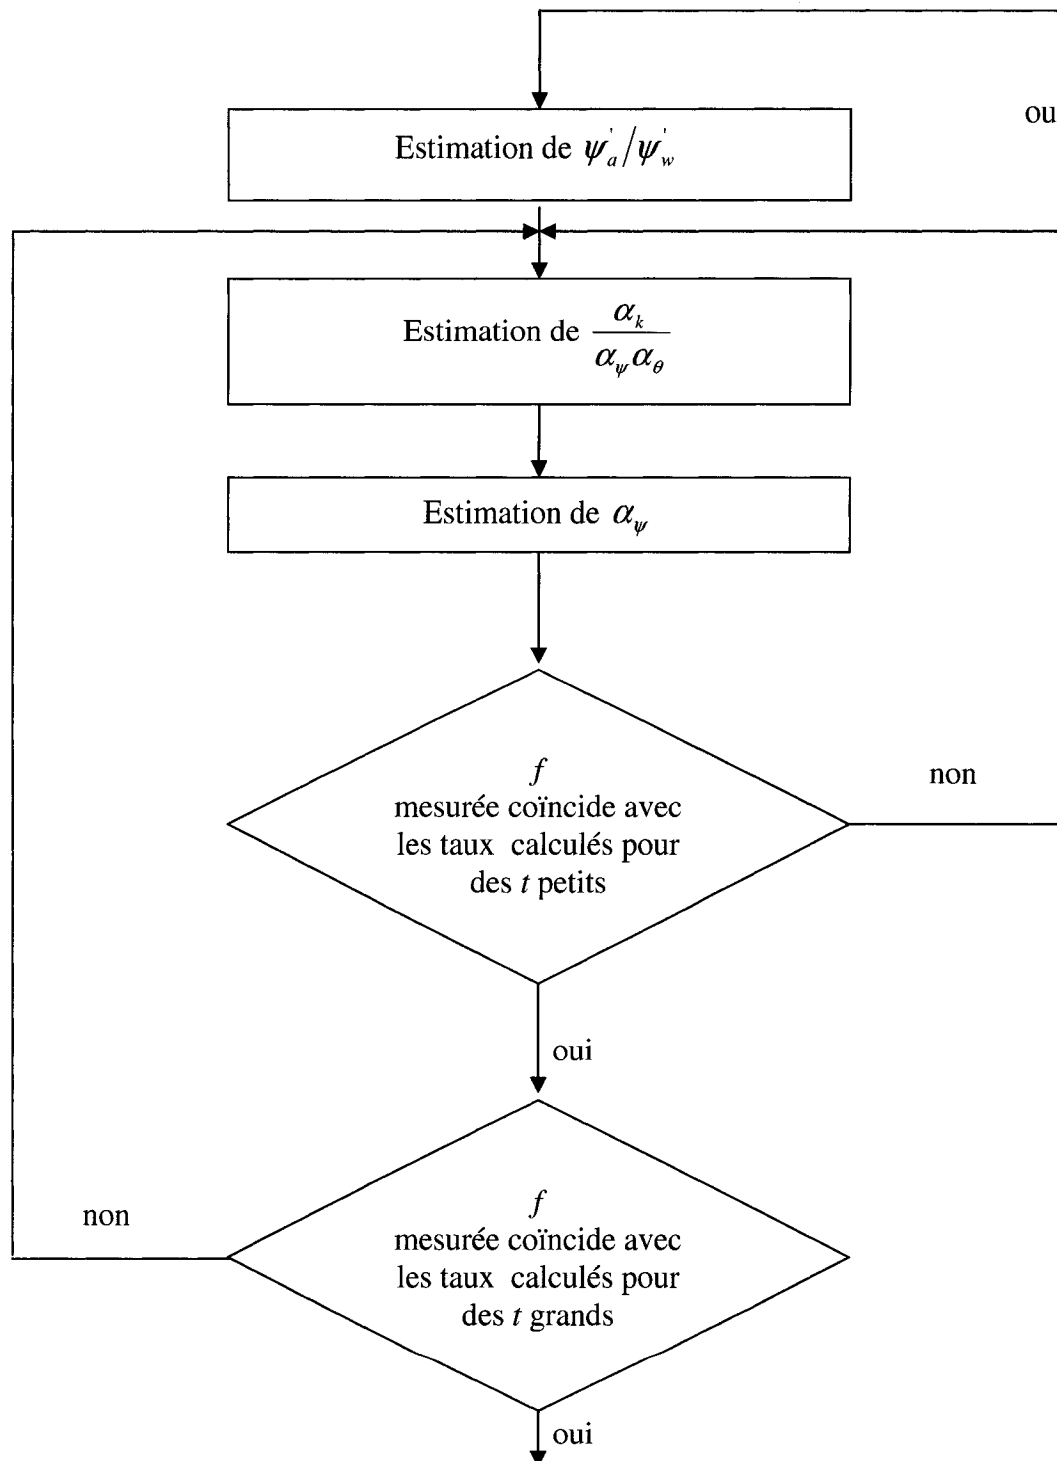 ou
Estimation de ψ'a/ψ'w
Estimation de αk/αψαθ
Estimation de αψ
f
mesurée coïncide avec
les taux calculés pour
des t petits
non
oui
f
mesurée coïncide avec
les taux calculés pour
des t grands
non
oui